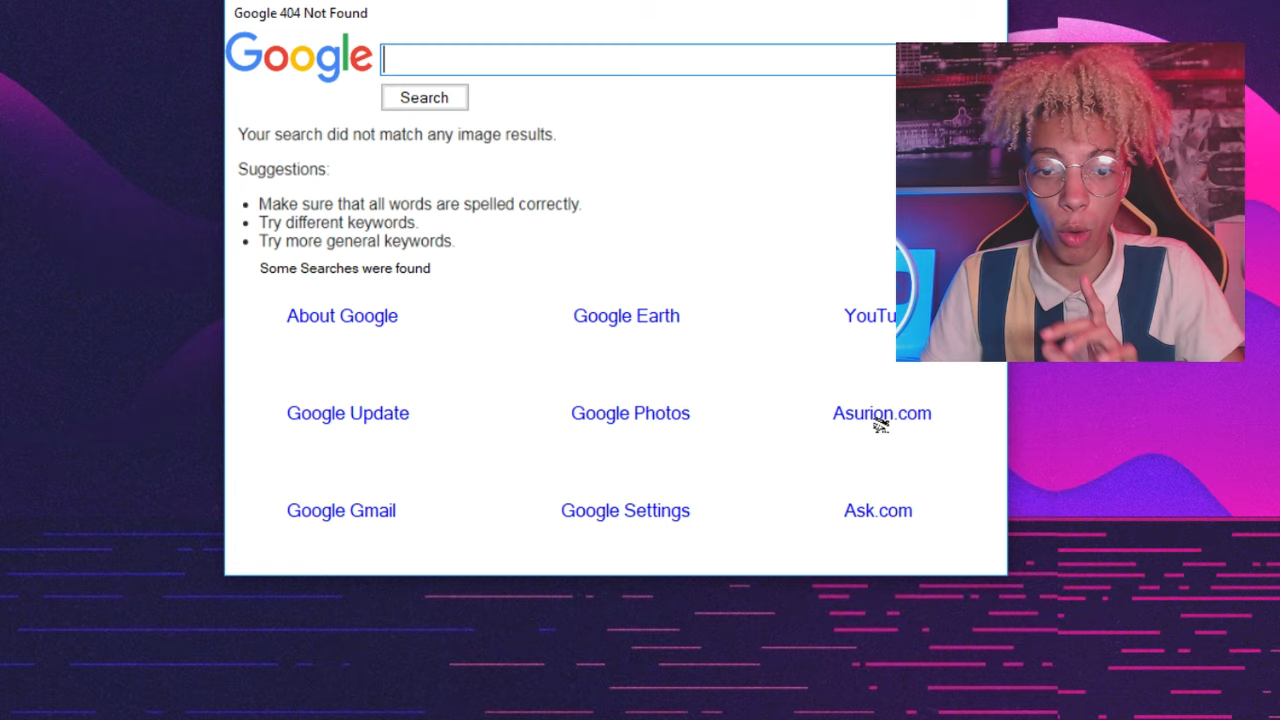 Google 404 Not Found
Google
Search
Your search did not match any image results.
Suggestions:
Make sure that all words are spelled correctly.
Try different keywords.
Try more general keywords.
Some Searches were found
About Google Google Earth YouTu
Google Update Google Photos Asurion.com
Google Gmail Google Settings Ask.com